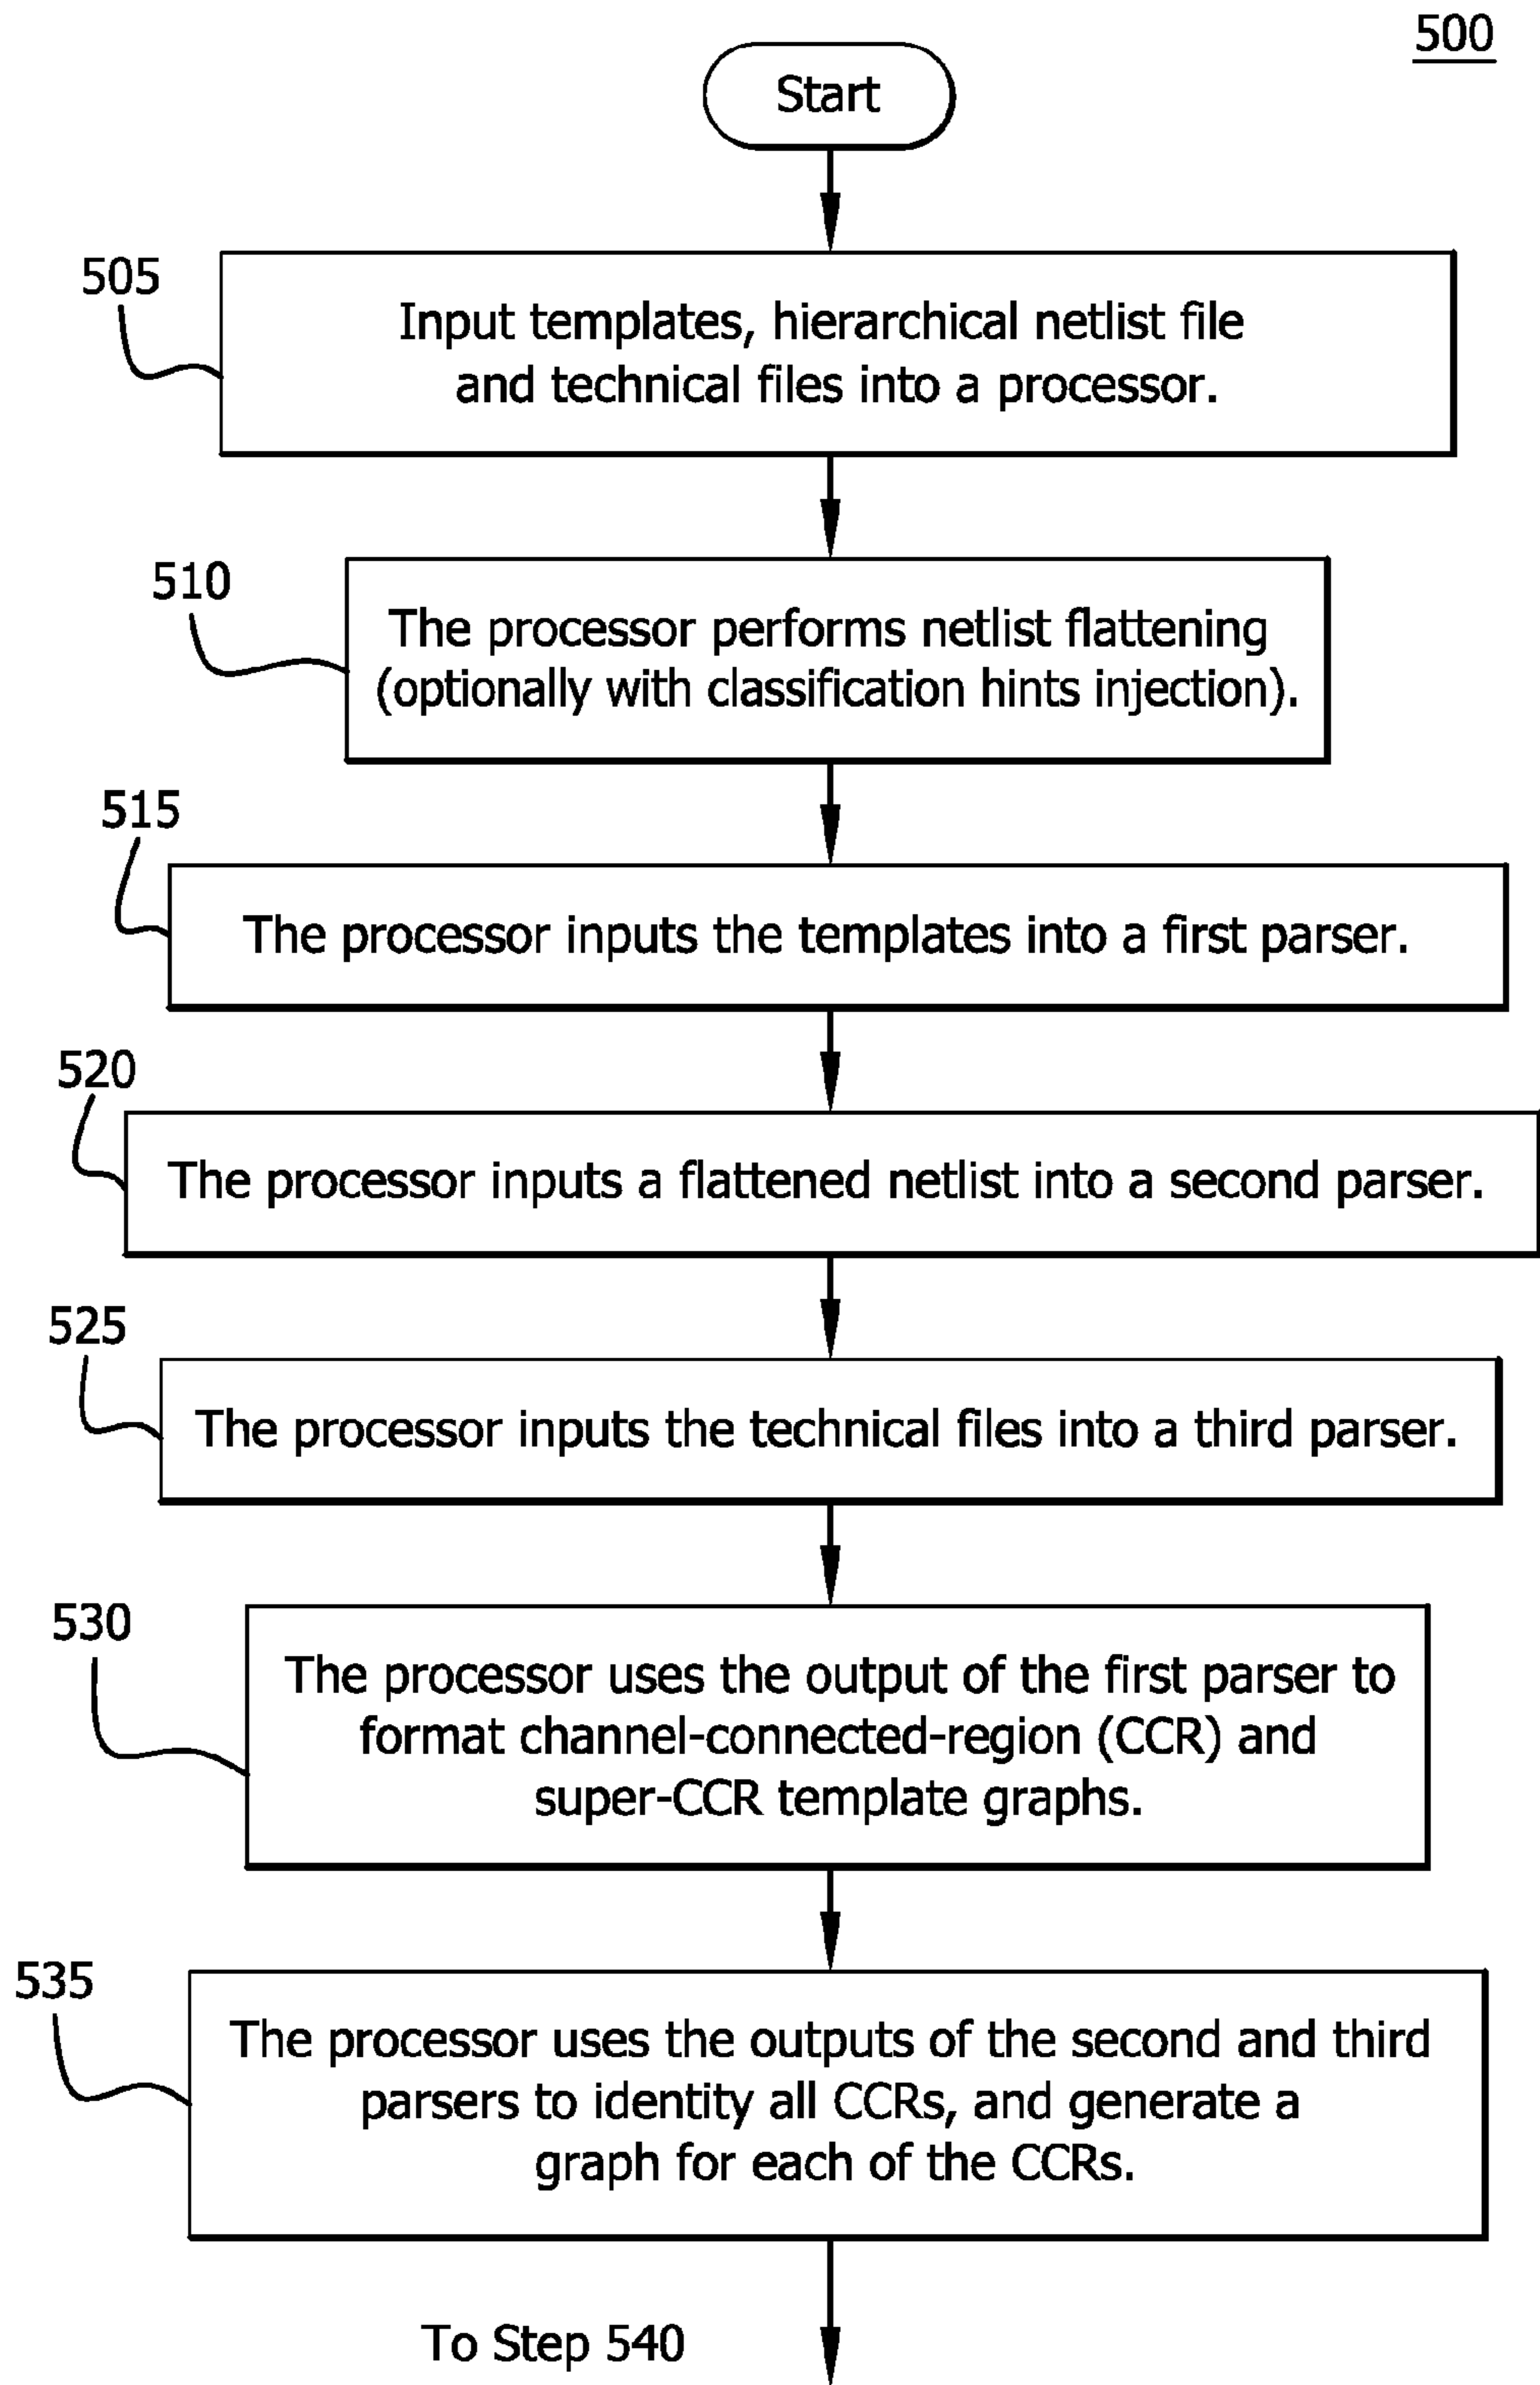 500
Start
505
Input templates, hierarchical netlist file
and technical files into a processor.
510
The processor performs netlist flattening
(optionally with classification hints injection).
515
The processor inputs the templates into a first parser.
520
The processor inputs a flattened netlist into a second parser.
525
The processor inputs the technical files into a third parser.
530
The processor uses the output of the first parser to
format channel-connected-region (CCR) and
super-CCR template graphs.
535
The processor uses the outputs of the second and third
parsers to identity all CCRs, and generate a
graph for each of the CCRs.
To Step 540